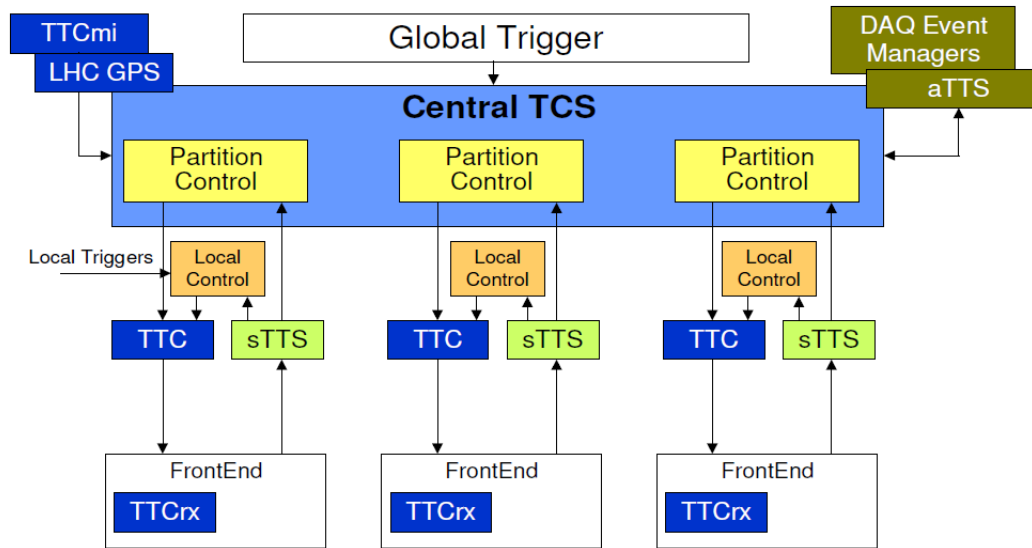 TTCmi
LHC GPS
Global Trigger
DAQ Event
Managers
aTTS
Central TCS
Partition
Control
Partition
Control
Partition
Control
Local Triggers
Local
Control
Local
Control
Local
Control
TTC
sTTS
TTC
sTTS
TTC
sTTS
FrontEnd
TTCrx
FrontEnd
TTCrx
FrontEnd
TTCrx